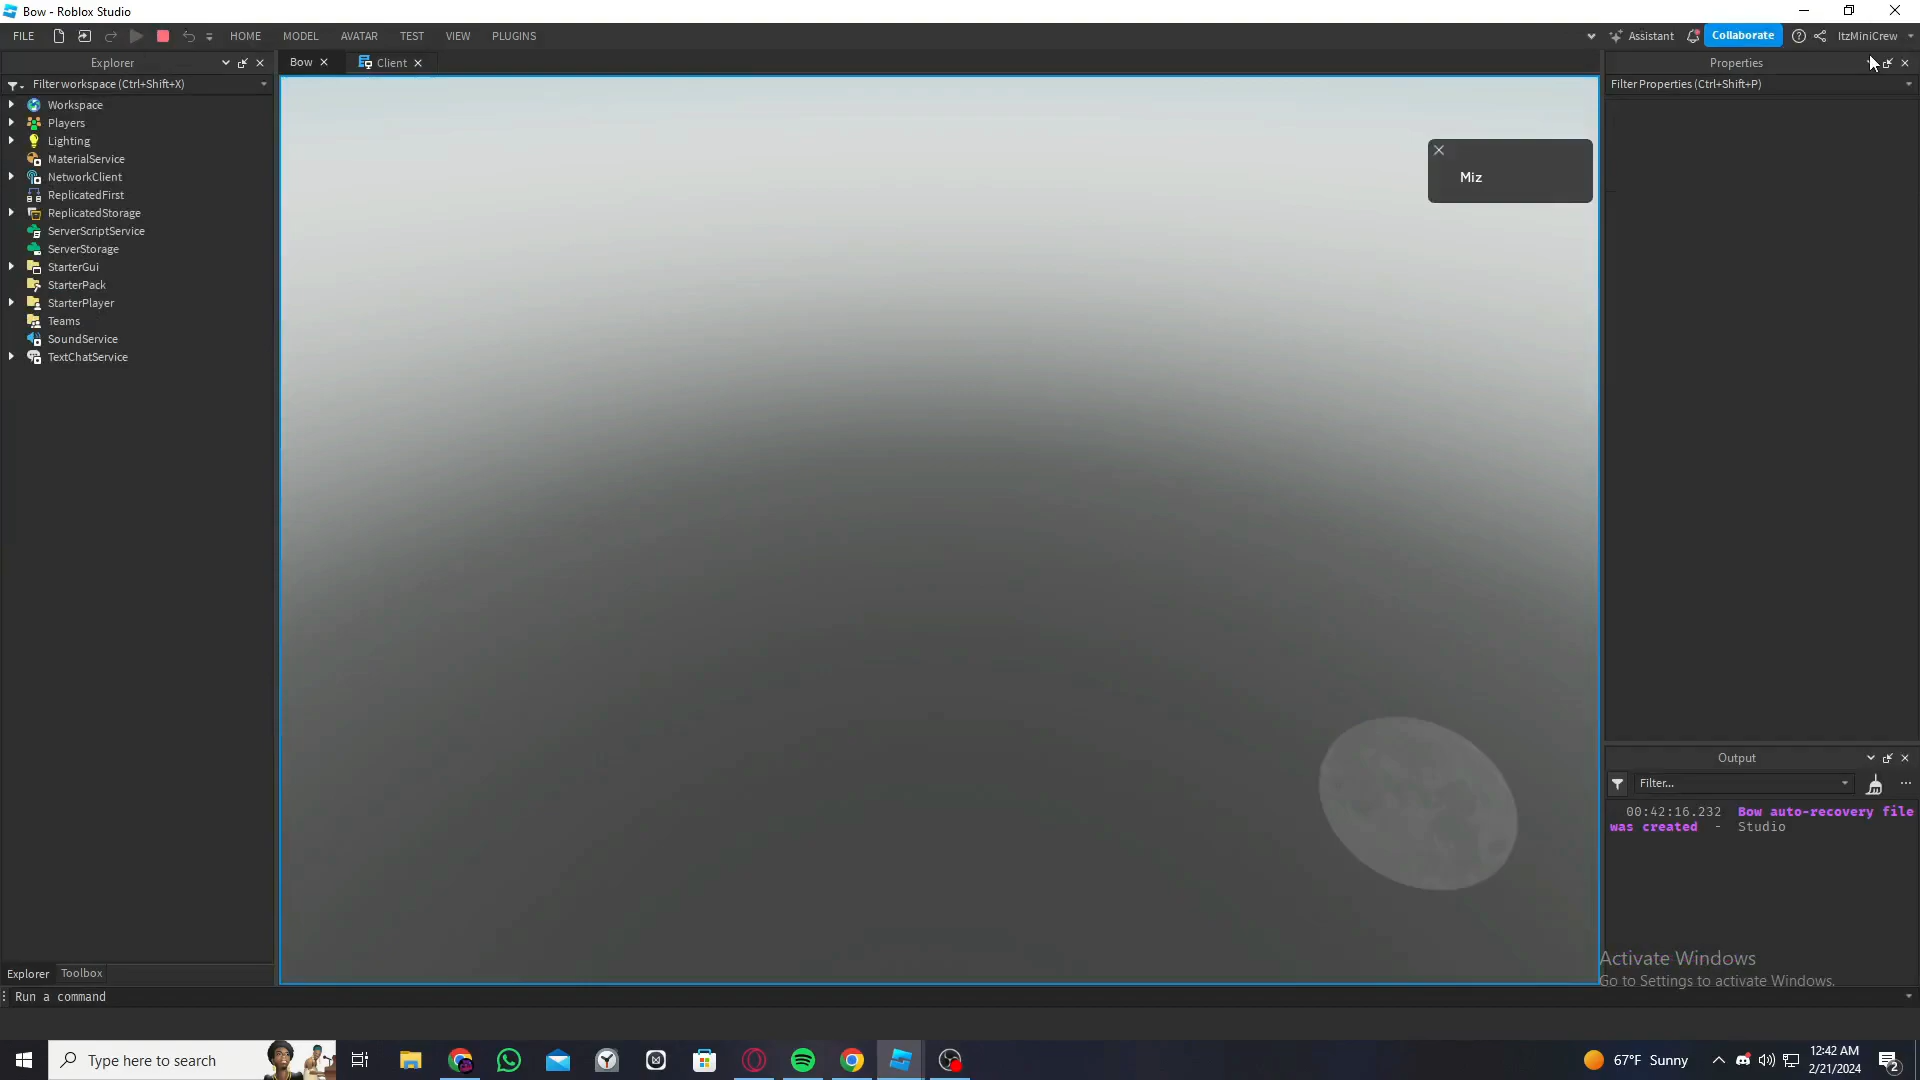 Bow - Roblox Studio
FILE
HOME
MODEL
AVATAR
TEST
VIEW
PLUGINS
Assistant
Collaborate
ItzMiniCrew
Explorer
Bow
Client
Properties
Filter workspace (Ctrl+Shift+X)
Filter Properties (Ctrl+Shift+P)
Workspace
Players
Lighting
MaterialService
NetworkClient
ReplicatedFirst
ReplicatedStorage
ServerScriptService
ServerStorage
StarterGui
StarterPack
StarterPlayer
Teams
SoundService
TextChatService
Miz
Output
Filter...
00:42:16.232 Bow auto-recovery file
was created - Studio
Activate Windows
Go to Settings to activate Windows.
Explorer
Toolbox
Run a command
Type here to search
67°F Sunny
12:42 AM
2/21/2024
2